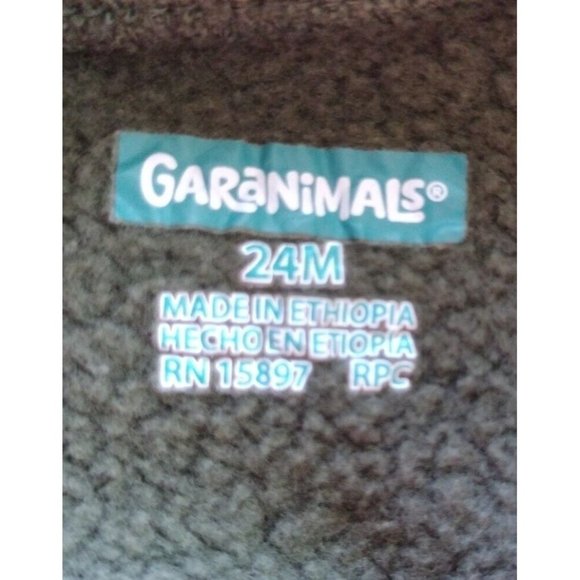 GARANIMALS®
24M
MADE IN ETHIOPIA
HECHO EN ETIOPIA
RN 15897 RPC